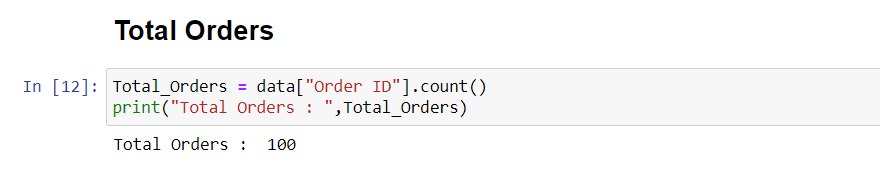 Total Orders
In [12]: Total_Orders = data["Order ID"].count()
print("Total Orders : ",Total_Orders)
Total Orders :  100